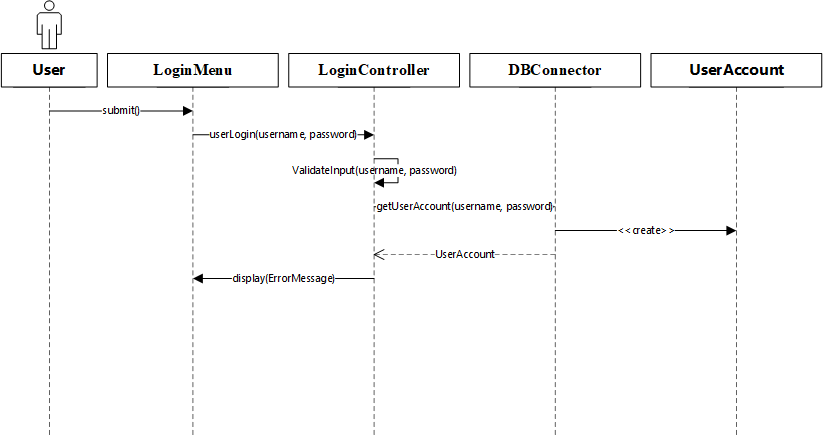 User
LoginMenu
LoginController
DBConnector
UserAccount
submit()
userLogin(username, password)
ValidateInput(username, password)
getUserAccount(username, password)
<<create>>
UserAccount
display(ErrorMessage)